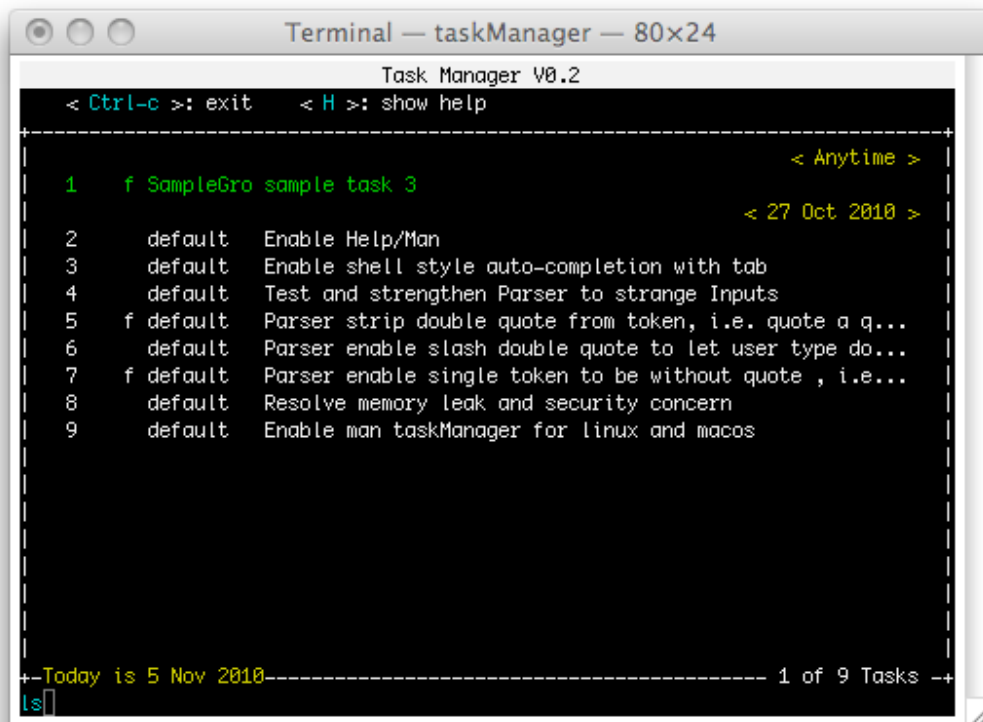 Terminal — taskManager — 80×24
Task Manager V0.2
< Ctrl-c >: exit < H >: show help
< Anytime >
1 f SampleGro sample task 3
< 27 Oct 2010 >
2 default Enable Help/Man
3 default Enable shell style auto-completion with tab
4 default Test and strengthen Parser to strange Inputs
5 f default Parser strip double quote from token, i.e. quote a q...
6 default Parser enable slash double quote to let user type do...
7 f default Parser enable single token to be without quote , i.e...
8 default Resolve memory leak and security concern
9 default Enable man taskManager for linux and macos
Today is 5 Nov 2010 1 of 9 Tasks
ls